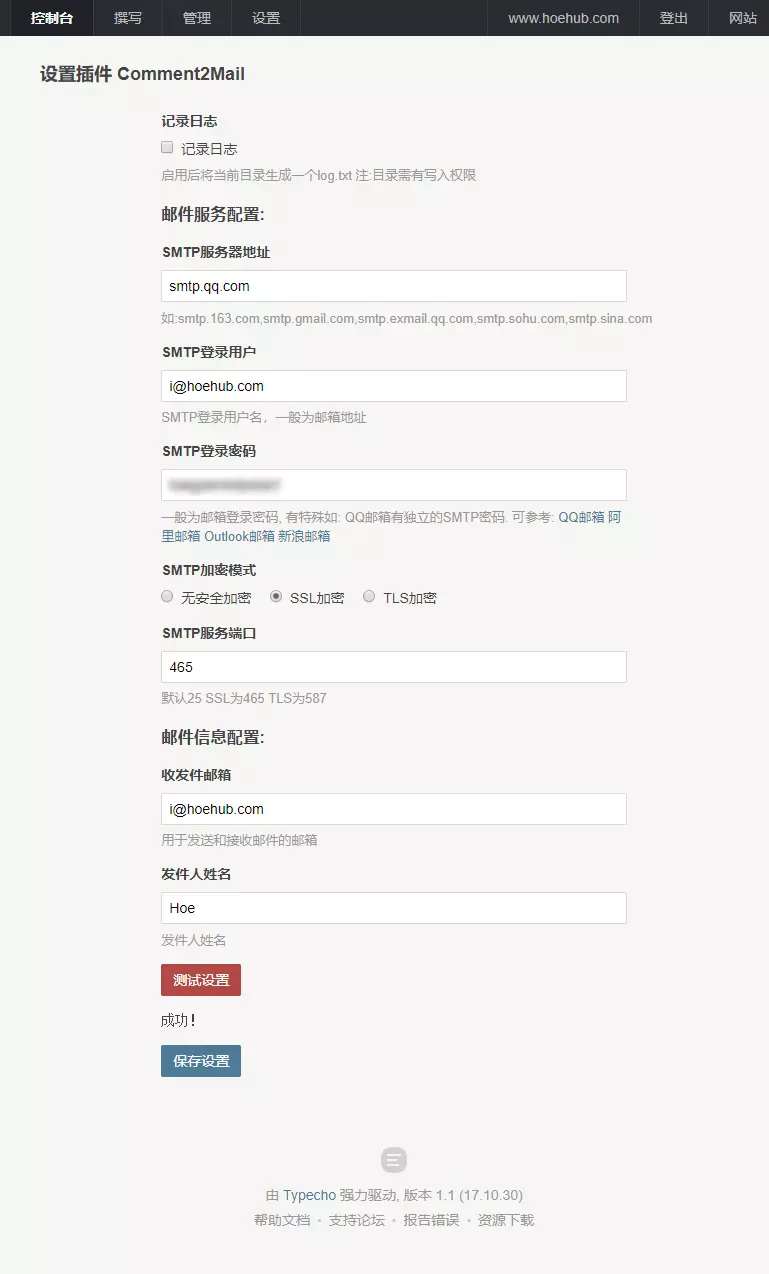 控制台 撰写 管理 设置 www.hoehub.com 登出 网站
设置插件 Comment2Mail
记录日志
记录日志
启用后将当前目录生成一个log.txt 注:目录需有写入权限
邮件服务配置:
SMTP服务器地址
smtp.qq.com
如:smtp.163.com,smtp.gmail.com,smtp.exmail.qq.com,smtp.sohu.com,smtp.sina.com
SMTP登录用户
i@hoehub.com
SMTP登录用户名，一般为邮箱地址
SMTP登录密码
一般为邮箱登录密码, 有特殊如: QQ邮箱有独立的SMTP密码. 可参考: QQ邮箱 阿
里邮箱 Outlook邮箱 新浪邮箱
SMTP加密模式
无安全加密 SSL加密 TLS加密
SMTP服务端口
465
默认25 SSL为465 TLS为587
邮件信息配置:
收发件邮箱
i@hoehub.com
用于发送和接收邮件的邮箱
发件人姓名
Hoe
发件人姓名
测试设置
成功！
保存设置
由 Typecho 强力驱动, 版本 1.1 (17.10.30)
帮助文档 • 支持论坛 • 报告错误 • 资源下载